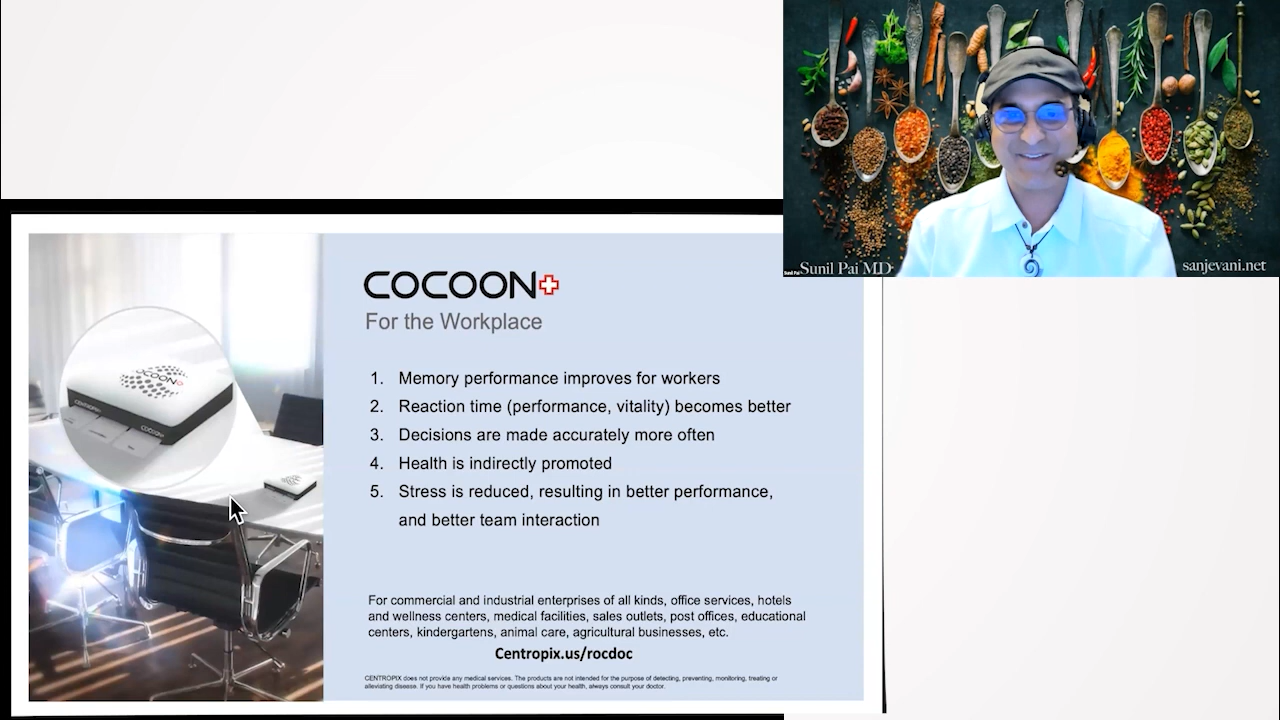 Sunil Pai MD
sanjevani.net
COCOON
For the Workplace
1. Memory performance improves for workers
2. Reaction time (performance, vitality) becomes better
3. Decisions are made accurately more often
4. Health is indirectly promoted
5. Stress is reduced, resulting in better performance,
and better team interaction
For commercial and industrial enterprises of all kinds, office services, hotels
and wellness centers, medical facilities, sales outlets, post offices, educational
centers, kindergartens, animal care, agricultural businesses, etc.
Centropix.us/rocdoc
CENTROPIX does not provide any medical services. The products are not intended for the purpose of detecting, preventing, monitoring, treating or
alleviating disease. If you have health problems or questions about your health, always consult your doctor.